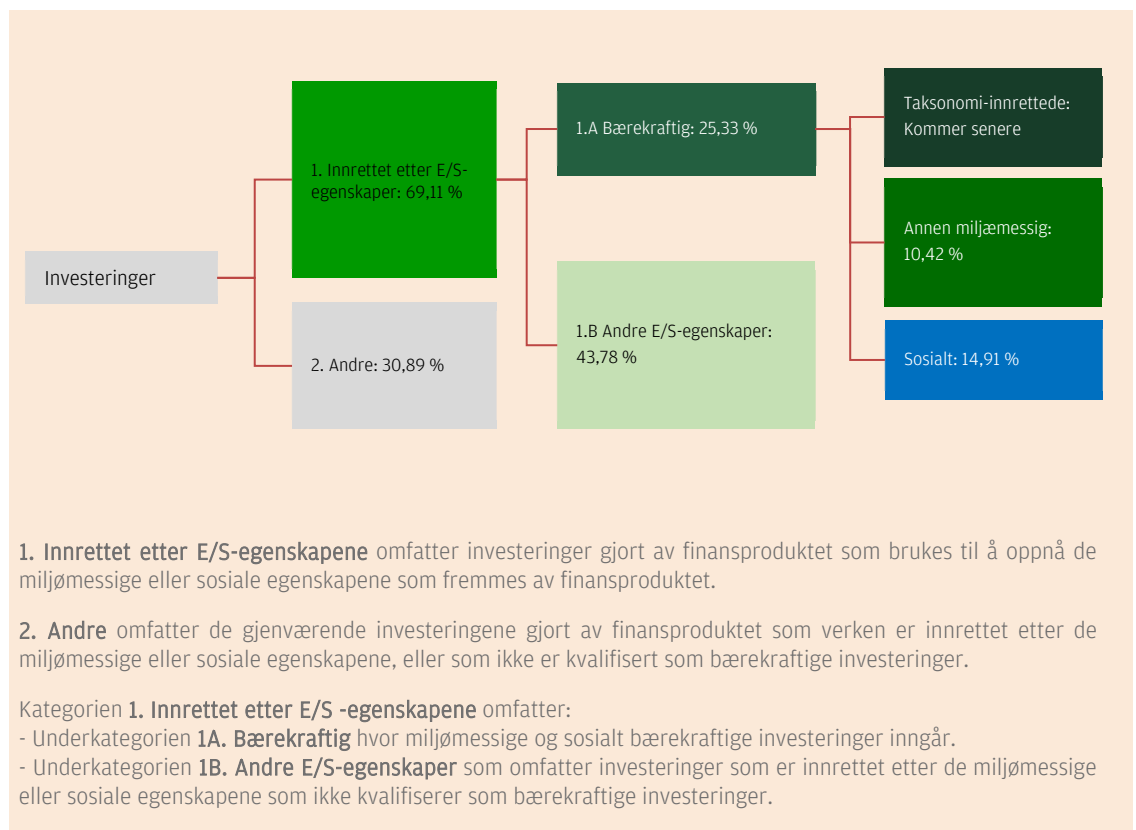 Investeringer
1. Innrettet etter E/S-
egenskaper: 69,11 %
2. Andre: 30,89 %
1.A Bærekraftig: 25,33 %
1.B Andre E/S-egenskaper:
43,78 %
Taksonomi-innrettede:
Kommer senere
Annen miljæmessig:
10,42 %
Sosialt: 14,91 %
1. Innrettet etter E/S-egenskapene omfatter investeringer gjort av finansproduktet som brukes til å oppnå de
miljømessige eller sosiale egenskapene som fremmes av finansproduktet.
2. Andre omfatter de gjenværende investeringene gjort av finansproduktet som verken er innrettet etter de
miljømessige eller sosiale egenskapene, eller som ikke er kvalifisert som bærekraftige investeringer.
Kategorien 1. Innrettet etter E/S -egenskapene omfatter:
- Underkategorien 1A. Bærekraftig hvor miljømessige og sosialt bærekraftige investeringer inngår.
- Underkategorien 1B. Andre E/S-egenskaper som omfatter investeringer som er innrettet etter de miljømessige
eller sosiale egenskapene som ikke kvalifiserer som bærekraftige investeringer.